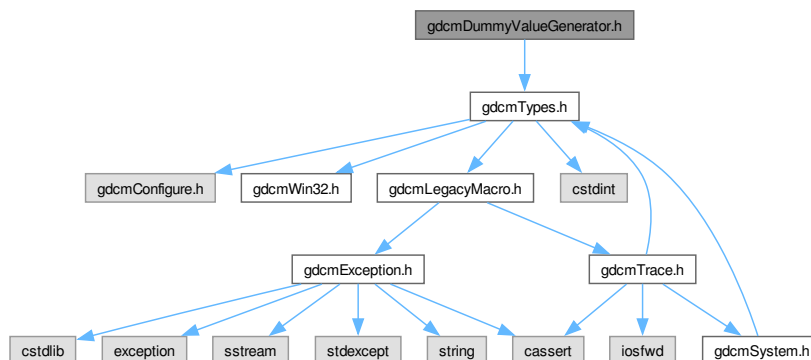 gdcmDummyValueGenerator.h
gdcmTypes.h
gdcmConfigure.h
gdcmWin32.h
gdcmLegacyMacro.h
cstdint
gdcmException.h
gdcmTrace.h
cstdlib
exception
sstream
stdexcept
string
cassert
iosfwd
gdcmSystem.h